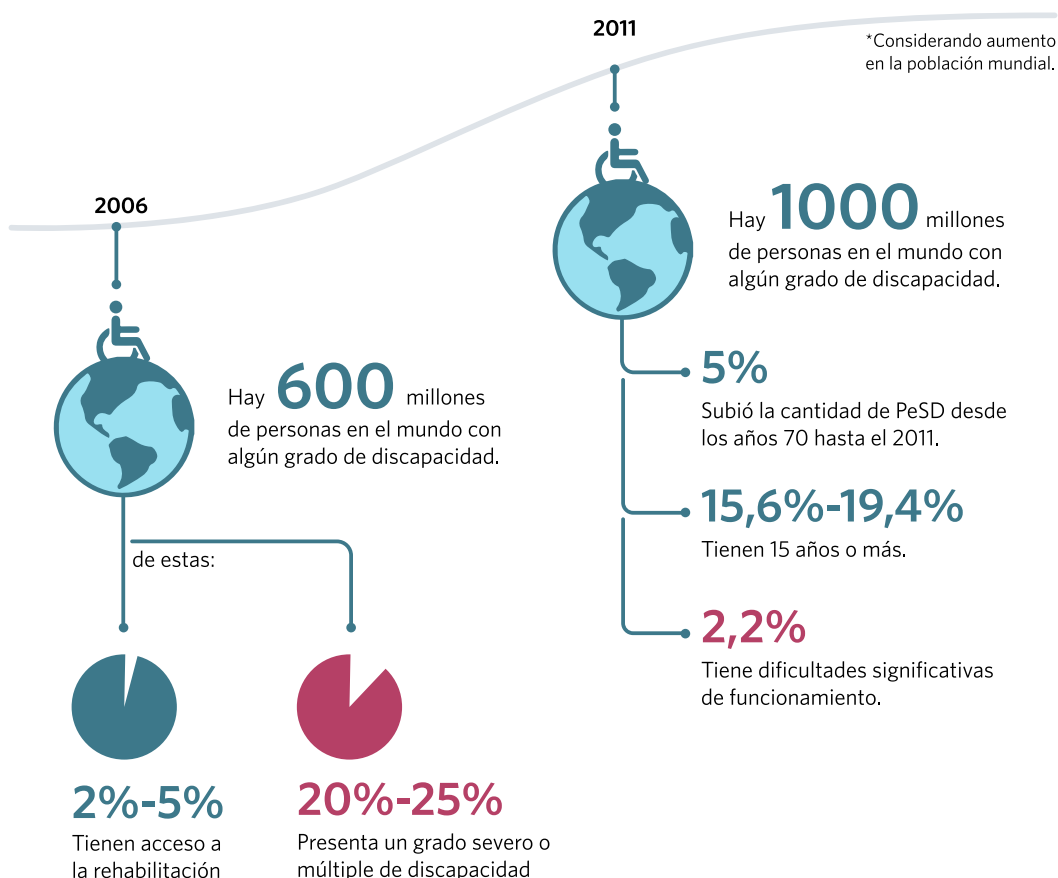 2006
Hay 600 millones
de personas en el mundo con
algún grado de discapacidad.
de estas:
2%-5%
Tienen acceso a
la rehabilitación
20%-25%
Presenta un grado severo o
múltiple de discapacidad
2011
*Considerando aumento
en la población mundial.
Hay 1000 millones
de personas en el mundo con
algún grado de discapacidad.
5%
Subió la cantidad de PeSD desde
los años 70 hasta el 2011.
15,6%-19,4%
Tienen 15 años o más.
2,2%
Tiene dificultades significativas
de funcionamiento.